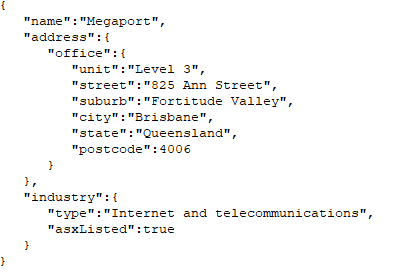 {
"name":"Megaport",
"address":{
"office":{
"unit":"Level 3",
"street":"825 Ann Street",
"suburb":"Fortitude Valley",
"city":"Brisbane",
"state":"Queensland",
"postcode":4006
}
},
"industry":{
"type":"Internet and telecommunications",
"asxListed":true
}
}